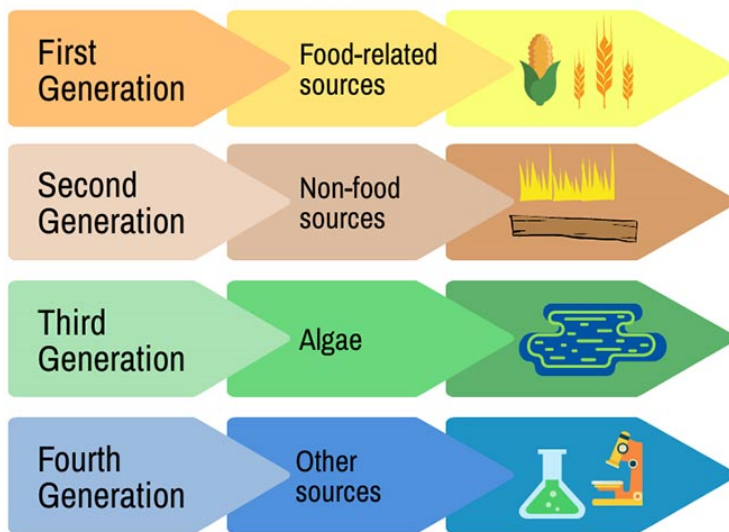 First
Generation
Food-related
sources
Second
Generation
Non-food
sources
Third
Generation
Algae
Fourth
Generation
Other
sources